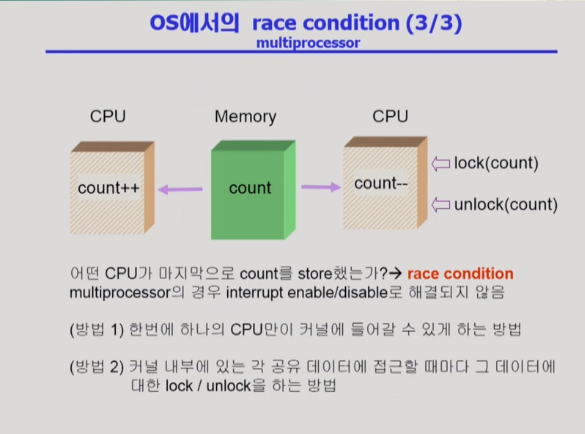 OS에서의 race condition (3/3)
multiprocessor
CPU
Memory
CPU
count++
count
count--
lock(count)
unlock(count)
어떤 CPU가 마지막으로 count를 store했는가?→ race condition
multiprocessor의 경우 interrupt enable/disable로 해결되지 않음
(방법 1) 한번에 하나의 CPU만이 커널에 들어갈 수 있게 하는 방법
(방법 2) 커널 내부에 있는 각 공유 데이터에 접근할 때마다 그 데이터에
대한 lock / unlock을 하는 방법